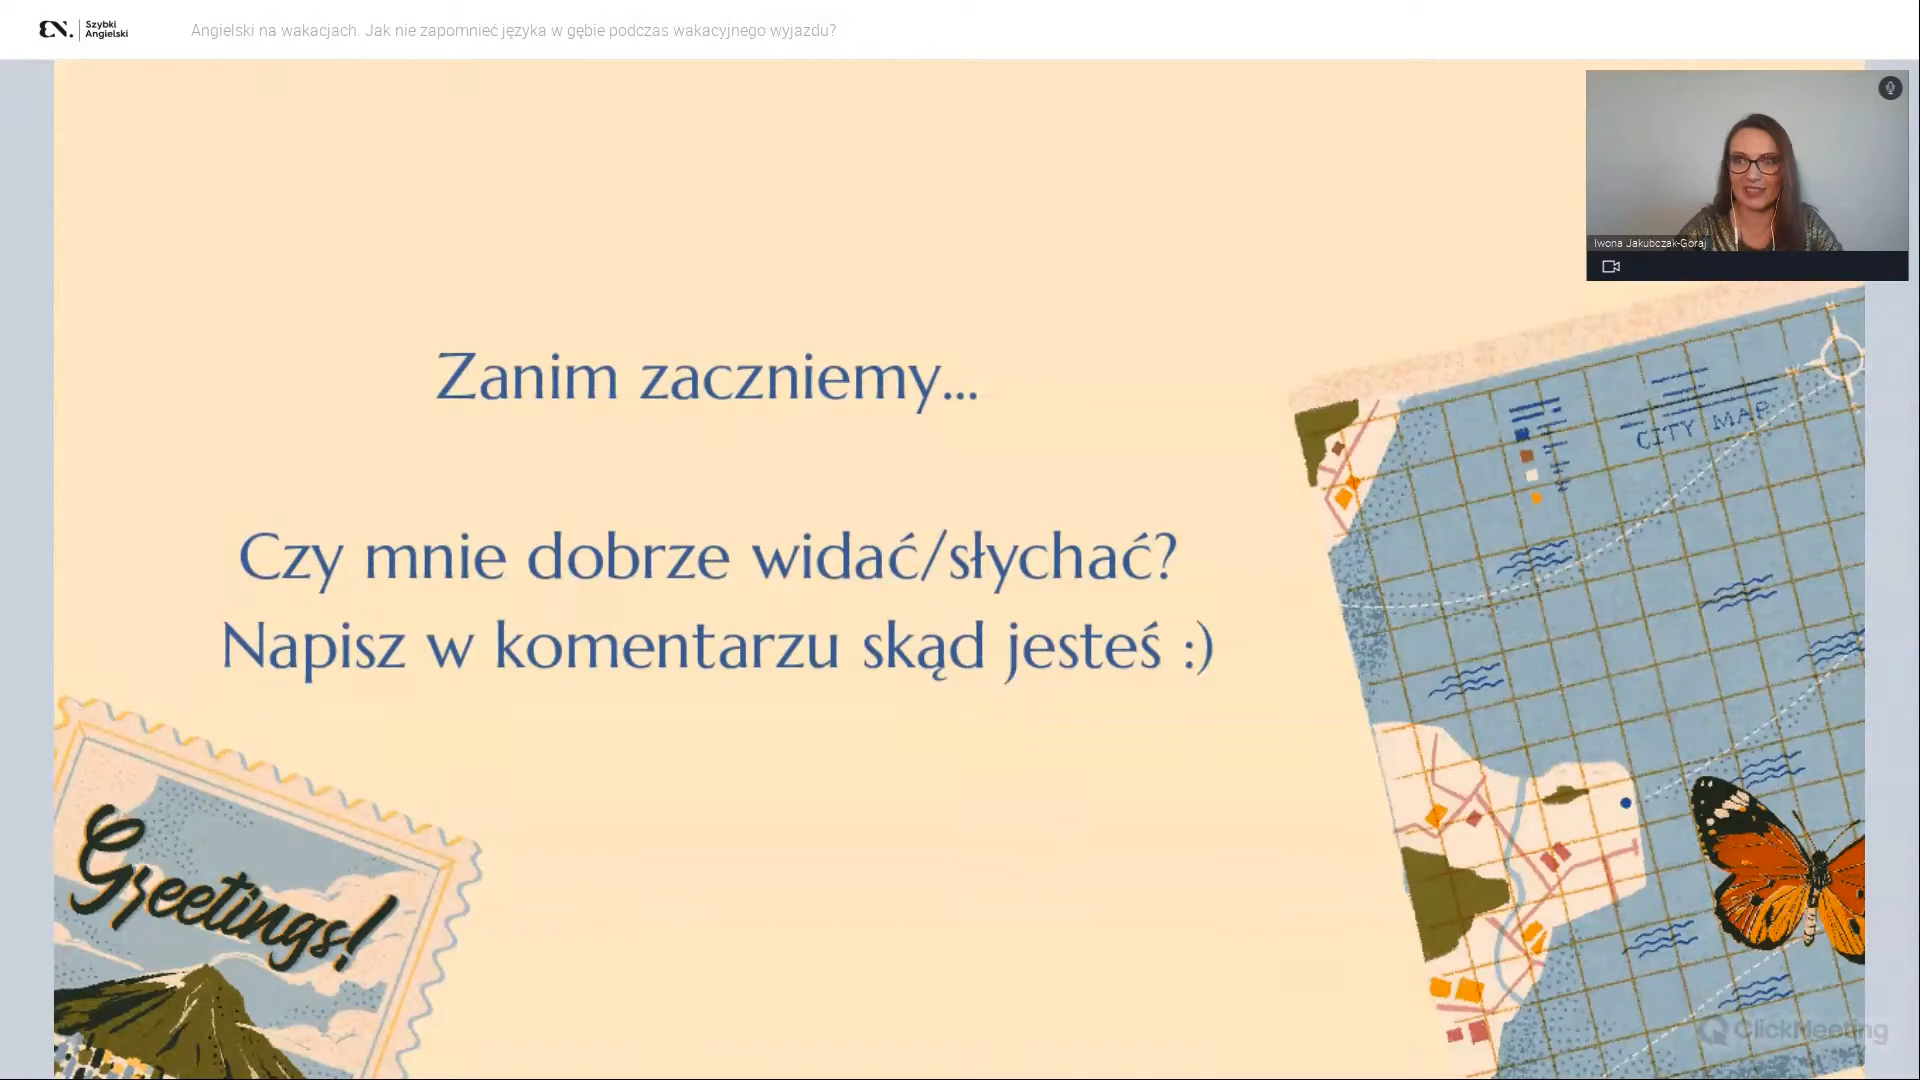 EN. Szybki
Angielski
Angielski na wakacjach. Jak nie zapomnieć języka w gębie podczas wakacyjnego wyjazdu?
Iwona Jakubczak-Goraj
Zanim zaczniemy...
CITY MAP
Czy mnie dobrze widać/słychać?
Napisz w komentarzu skąd jesteś :)
Greetings!
ClickMeeting